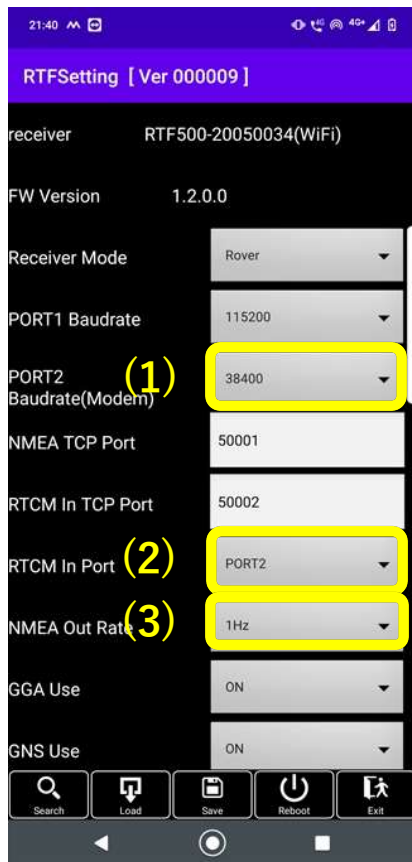 21:40 4G 4G+
RTFSetting [ Ver 000009 ]
receiver RTF500-20050034(WiFi)
FW Version 1.2.0.0
Receiver Mode Rover
PORT1 Baudrate 115200
PORT2
Baudrate(Modem) (1) 38400
NMEA TCP Port 50001
RTCM In TCP Port 50002
RTCM In Port (2) PORT2
NMEA Out Rate (3) 1Hz
GGA Use ON
GNS Use ON
Search Load Save Reboot Exit